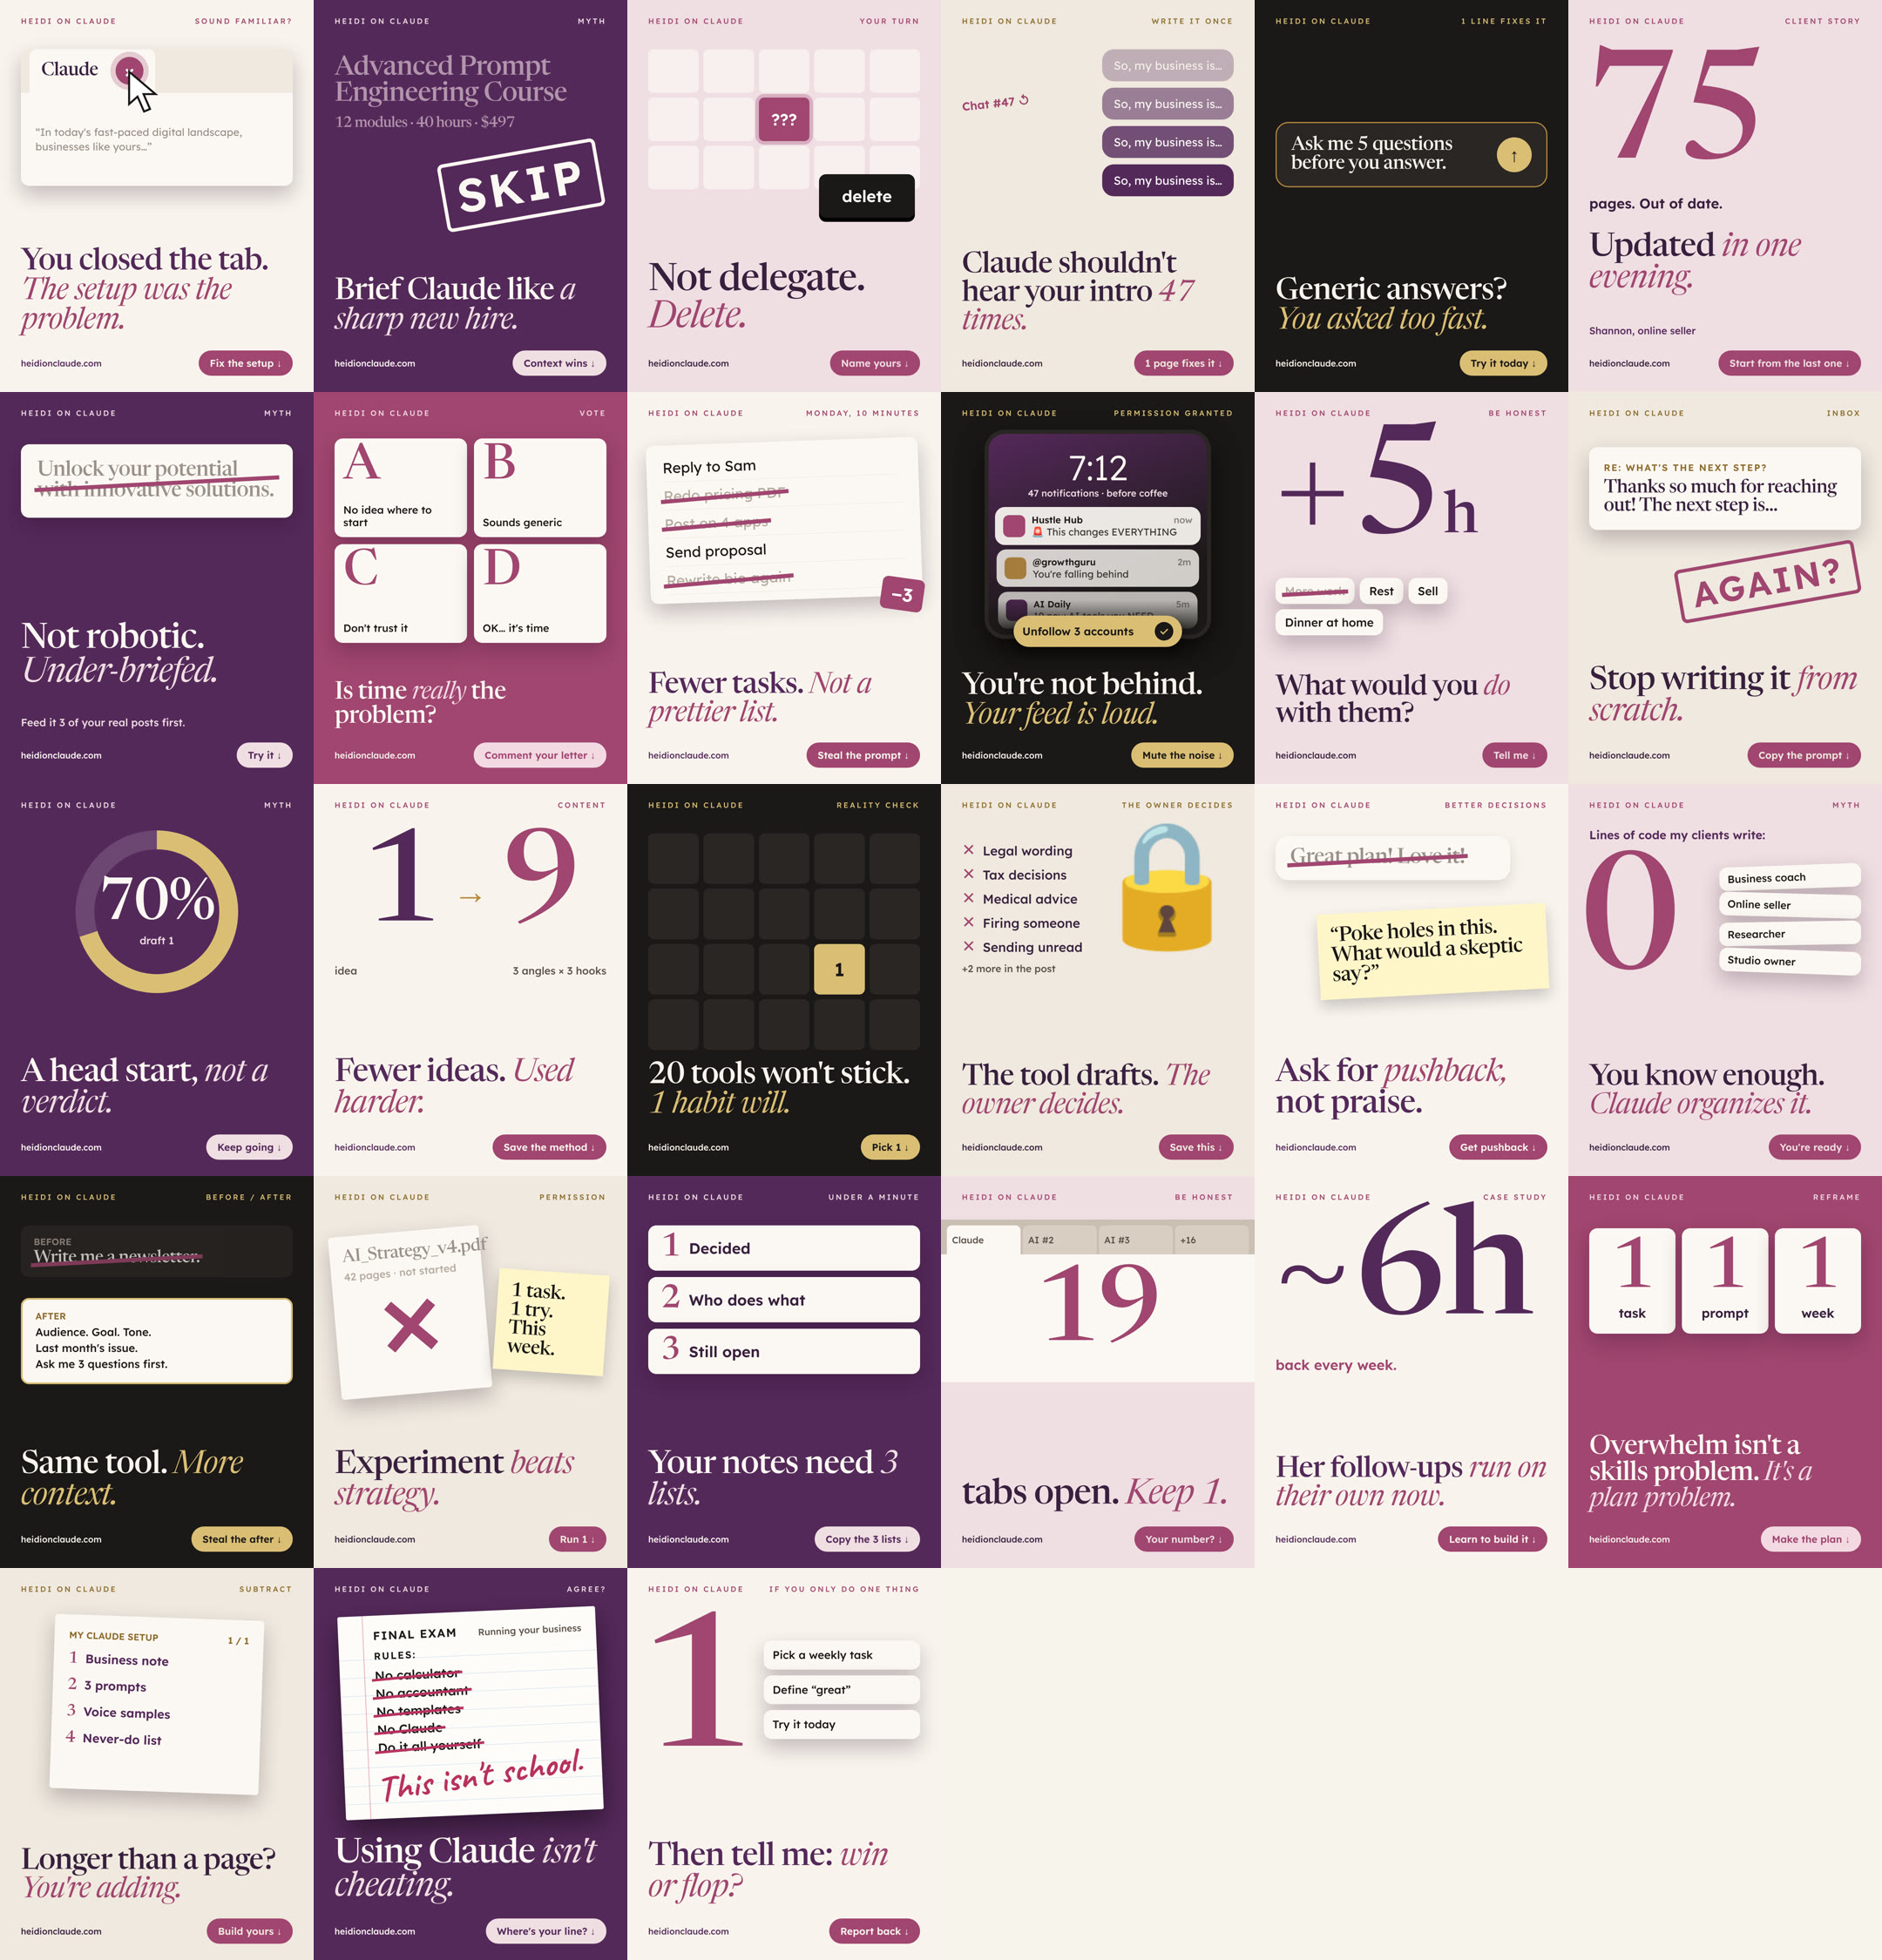 HEIDI ON CLAUDE
SOUND FAMILIAR?
Claude
“In today's fast-paced digital landscape,
businesses like yours...”
You closed the tab.
The setup was the
problem.
heidionclaude.com
Fix the setup ↓
HEIDI ON CLAUDE
MYTH
Advanced Prompt
Engineering Course
12 modules · 40 hours · $497
SKIP
Brief Claude like a
sharp new hire.
heidionclaude.com
Context wins ↓
HEIDI ON CLAUDE
YOUR TURN
???
delete
Not delegate.
Delete.
heidionclaude.com
Name yours ↓
HEIDI ON CLAUDE
WRITE IT ONCE
So, my business is...
So, my business is...
Chat #47
So, my business is...
So, my business is...
Claude shouldn't
hear your intro 47
times.
heidionclaude.com
1 page fixes it ↓
HEIDI ON CLAUDE
1 LINE FIXES IT
Ask me 5 questions
before you answer.
↑
Generic answers?
You asked too fast.
heidionclaude.com
Try it today ↓
HEIDI ON CLAUDE
CLIENT STORY
75
pages. Out of date.
Updated in one
evening.
Shannon, online seller
heidionclaude.com
Start from the last one ↓
HEIDI ON CLAUDE
MYTH
Unlock your potential
with innovative solutions.
Not robotic.
Under-briefed.
Feed it 3 of your real posts first.
heidionclaude.com
Try it ↓
HEIDI ON CLAUDE
VOTE
A
No idea where to
start
B
Sounds generic
C
Don't trust it
D
OK... it's time
Is time really the
problem?
heidionclaude.com
Comment your letter ↓
HEIDI ON CLAUDE
MONDAY, 10 MINUTES
Reply to Sam
Redo pricing PDF
Post on 4 apps
Send proposal
Rewrite bio again
−3
Fewer tasks. Not a
prettier list.
heidionclaude.com
Steal the prompt ↓
HEIDI ON CLAUDE
PERMISSION GRANTED
7:12
47 notifications · before coffee
Hustle Hub
now
🚨 This changes EVERYTHING
@growthguru
2m
You're falling behind
AI Daily
5m
Unfollow 3 accounts
You're not behind.
Your feed is loud.
heidionclaude.com
Mute the noise ↓
HEIDI ON CLAUDE
BE HONEST
+5h
More work
Rest
Sell
Dinner at home
What would you do
with them?
heidionclaude.com
Tell me ↓
HEIDI ON CLAUDE
INBOX
RE: WHAT'S THE NEXT STEP?
Thanks so much for reaching
out! The next step is...
AGAIN?
Stop writing it from
scratch.
heidionclaude.com
Copy the prompt ↓
HEIDI ON CLAUDE
MYTH
70%
draft 1
A head start, not a
verdict.
heidionclaude.com
Keep going ↓
HEIDI ON CLAUDE
CONTENT
1 → 9
idea
3 angles × 3 hooks
Fewer ideas. Used
harder.
heidionclaude.com
Save the method ↓
HEIDI ON CLAUDE
REALITY CHECK
1
20 tools won't stick.
1 habit will.
heidionclaude.com
Pick 1 ↓
HEIDI ON CLAUDE
THE OWNER DECIDES
✕ Legal wording
✕ Tax decisions
✕ Medical advice
✕ Firing someone
✕ Sending unread
+2 more in the post
The tool drafts. The
owner decides.
heidionclaude.com
Save this ↓
HEIDI ON CLAUDE
BETTER DECISIONS
Great plan! Love it!
“Poke holes in this.
What would a skeptic
say?”
Ask for pushback,
not praise.
heidionclaude.com
Get pushback ↓
HEIDI ON CLAUDE
MYTH
Lines of code my clients write:
0
Business coach
Online seller
Researcher
Studio owner
You know enough.
Claude organizes it.
heidionclaude.com
You're ready ↓
HEIDI ON CLAUDE
BEFORE / AFTER
BEFORE
Write me a newsletter.
AFTER
Audience. Goal. Tone.
Last month's issue.
Ask me 3 questions first.
Same tool. More
context.
heidionclaude.com
Steal the after ↓
HEIDI ON CLAUDE
PERMISSION
AI_Strategy_v4.pdf
42 pages · not started
1 task.
1 try.
This
week.
Experiment beats
strategy.
heidionclaude.com
Run 1 ↓
HEIDI ON CLAUDE
UNDER A MINUTE
1 Decided
2 Who does what
3 Still open
Your notes need 3
lists.
heidionclaude.com
Copy the 3 lists ↓
HEIDI ON CLAUDE
BE HONEST
Claude
AI #2
AI #3
+16
19
tabs open. Keep 1.
heidionclaude.com
Your number? ↓
HEIDI ON CLAUDE
CASE STUDY
~6h
back every week.
Her follow-ups run on
their own now.
heidionclaude.com
Learn to build it ↓
HEIDI ON CLAUDE
REFRAME
1
task
1
prompt
1
week
Overwhelm isn't a
skills problem. It's a
plan problem.
heidionclaude.com
Make the plan ↓
HEIDI ON CLAUDE
SUBTRACT
MY CLAUDE SETUP
1 / 1
1 Business note
2 3 prompts
3 Voice samples
4 Never-do list
Longer than a page?
You're adding.
heidionclaude.com
Build yours ↓
HEIDI ON CLAUDE
AGREE?
FINAL EXAM
Running your business
RULES:
No calculator
No accountant
No templates
No Claude
Do it all yourself
This isn't school.
Using Claude isn't
cheating.
heidionclaude.com
Where's your line? ↓
HEIDI ON CLAUDE
IF YOU ONLY DO ONE THING
1
Pick a weekly task
Define “great”
Try it today
Then tell me: win
or flop?
heidionclaude.com
Report back ↓